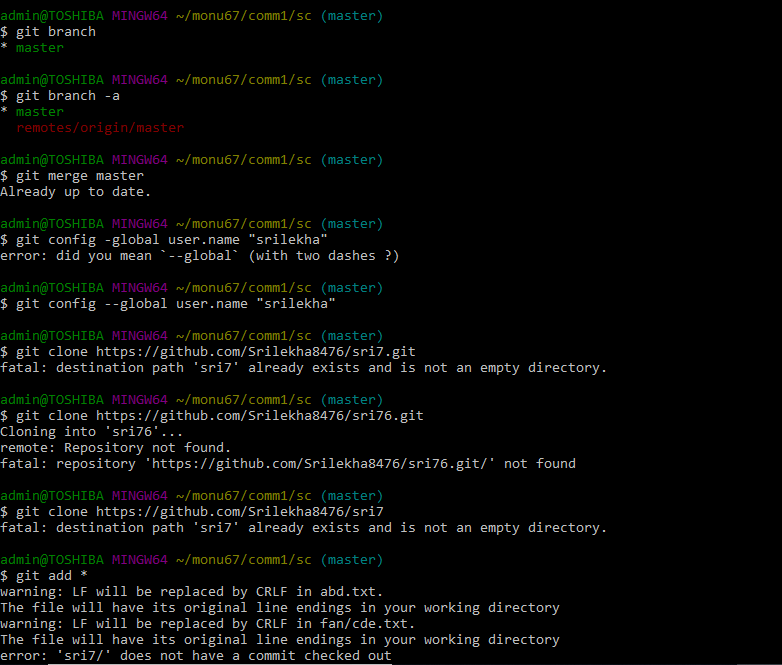 admin@TOSHIBA MINGW64 ~/monu67/comm1/sc (master)
$ git branch
* master
admin@TOSHIBA MINGW64 ~/monu67/comm1/sc (master)
$ git branch -a
* master
  remotes/origin/master
admin@TOSHIBA MINGW64 ~/monu67/comm1/sc (master)
$ git merge master
Already up to date.
admin@TOSHIBA MINGW64 ~/monu67/comm1/sc (master)
$ git config -global user.name "srilekha"
error: did you mean `--global` (with two dashes ?)
admin@TOSHIBA MINGW64 ~/monu67/comm1/sc (master)
$ git config --global user.name "srilekha"
admin@TOSHIBA MINGW64 ~/monu67/comm1/sc (master)
$ git clone https://github.com/Srilekha8476/sri7.git
fatal: destination path 'sri7' already exists and is not an empty directory.
admin@TOSHIBA MINGW64 ~/monu67/comm1/sc (master)
$ git clone https://github.com/Srilekha8476/sri76.git
Cloning into 'sri76'...
remote: Repository not found.
fatal: repository 'https://github.com/Srilekha8476/sri76.git/' not found
admin@TOSHIBA MINGW64 ~/monu67/comm1/sc (master)
$ git clone https://github.com/Srilekha8476/sri7
fatal: destination path 'sri7' already exists and is not an empty directory.
admin@TOSHIBA MINGW64 ~/monu67/comm1/sc (master)
$ git add *
warning: LF will be replaced by CRLF in abd.txt.
The file will have its original line endings in your working directory
warning: LF will be replaced by CRLF in fan/cde.txt.
The file will have its original line endings in your working directory
error: 'sri7/' does not have a commit checked out